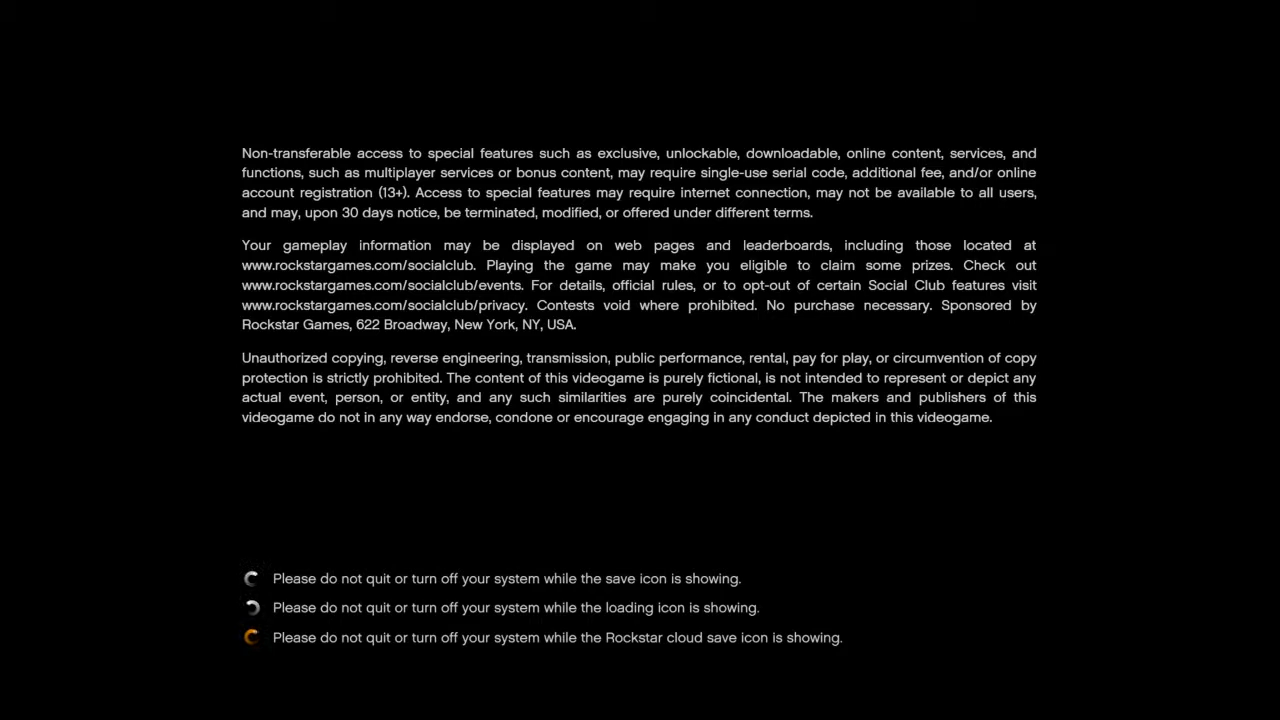 Non-transferable access to special features such as exclusive, unlockable, downloadable, online content, services, and
functions, such as multiplayer services or bonus content, may require single-use serial code, additional fee, and/or online
account registration (13+). Access to special features may require internet connection, may not be available to all users,
and may, upon 30 days notice, be terminated, modified, or offered under different terms.
Your gameplay information may be displayed on web pages and leaderboards, including those located at
www.rockstargames.com/socialclub. Playing the game may make you eligible to claim some prizes. Check out
www.rockstargames.com/socialclub/events. For details, official rules, or to opt-out of certain Social Club features visit
www.rockstargames.com/socialclub/privacy. Contests void where prohibited. No purchase necessary. Sponsored by
Rockstar Games, 622 Broadway, New York, NY, USA.
Unauthorized copying, reverse engineering, transmission, public performance, rental, pay for play, or circumvention of copy
protection is strictly prohibited. The content of this videogame is purely fictional, is not intended to represent or depict any
actual event, person, or entity, and any such similarities are purely coincidental. The makers and publishers of this
videogame do not in any way endorse, condone or encourage engaging in any conduct depicted in this videogame.
Please do not quit or turn off your system while the save icon is showing.
Please do not quit or turn off your system while the loading icon is showing.
Please do not quit or turn off your system while the Rockstar cloud save icon is showing.